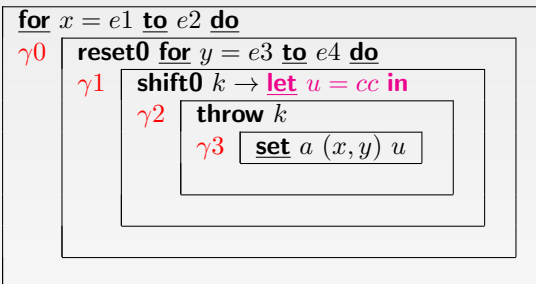 for x = e1 to e2 do
γ0 reset0 for y = e3 to e4 do
γ1 shift0 k → let u = cc in
γ2 throw k
γ3 set a (x, y) u